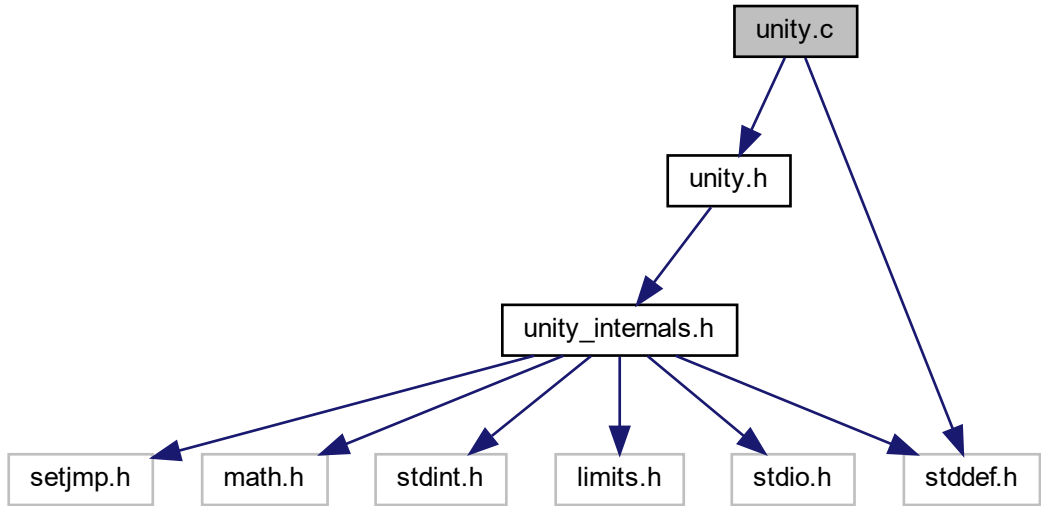 unity.c
unity.h
unity_internals.h
setjmp.h
math.h
stdint.h
limits.h
stdio.h
stddef.h